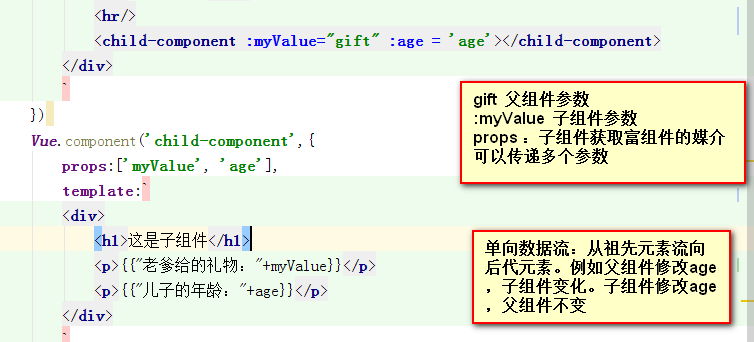 <hr/>
<child-component :myValue="gift" :age = 'age'></child-component>
</div>
`
})
Vue.component('child-component',{
props:['myValue', 'age'],
template:`
<div>
<h1>这是子组件</h1>
<p>{{"老爹给的礼物："+myValue}}</p>
<p>{{"儿子的年龄："+age}}</p>
</div>
`
gift 父组件参数
:myValue 子组件参数
props ：子组件获取富组件的媒介
可以传递多个参数
单向数据流：从祖先元素流向
后代元素。例如父组件修改age
，子组件变化。子组件修改age
，父组件不变